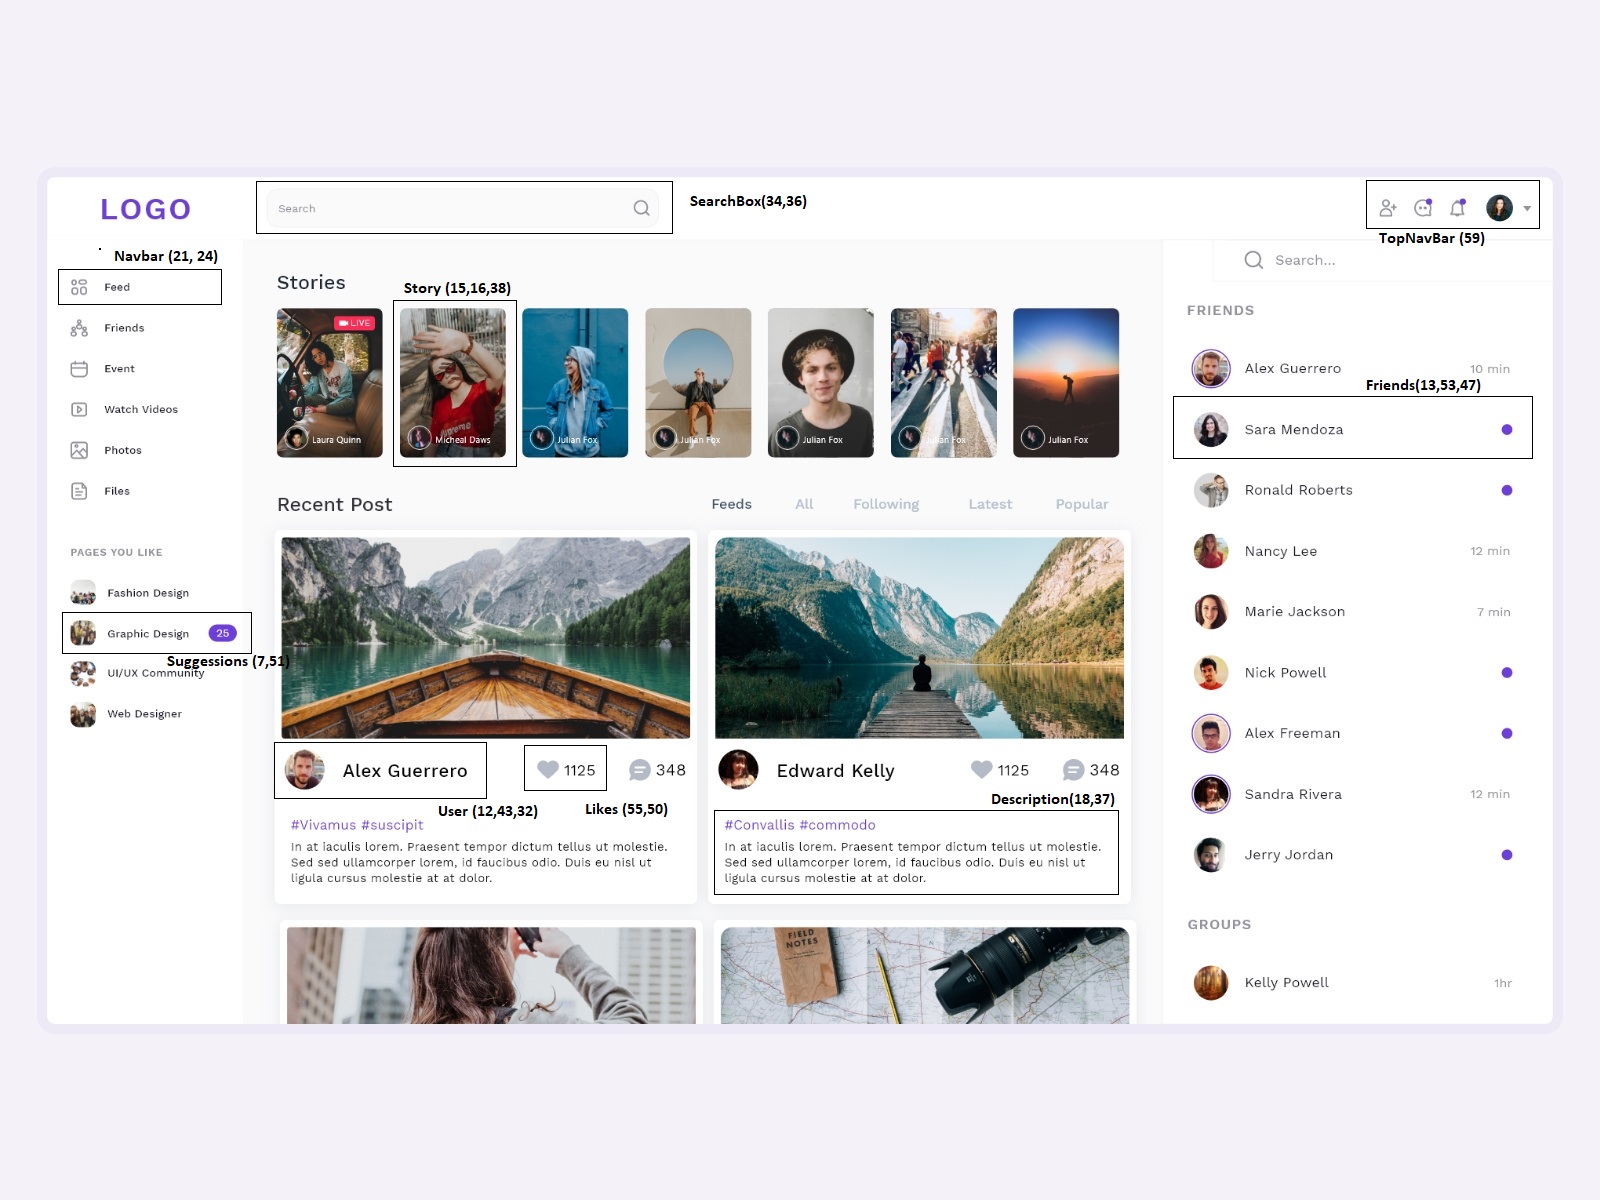 LOGO
Search
SearchBox(34,36)
TopNavBar (59)
Navbar (21, 24)
Feed
Friends
Event
Watch Videos
Photos
Files
PAGES YOU LIKE
Fashion Design
Graphic Design 25
Suggessions (7,51)
UI/UX Community
Web Designer
Stories
Story (15,16,38)
LIVE
Laura Quinn
Micheal Daws
Julian Fox
Julian Fox
Julian Fox
Julian Fox
Julian Fox
Recent Post
Feeds All Following Latest Popular
Alex Guerrero 1125 348
User (12,43,32) Likes (55,50)
#Vivamus #suscipit
In at iaculis lorem. Praesent tempor dictum tellus ut molestie.
Sed sed ullamcorper lorem, id faucibus odio. Duis eu nisl ut
ligula cursus molestie at at dolor.
Edward Kelly 1125 348
Description(18,37)
#Convallis #commodo
In at iaculis lorem. Praesent tempor dictum tellus ut molestie.
Sed sed ullamcorper lorem, id faucibus odio. Duis eu nisl ut
ligula cursus molestie at at dolor.
FIELD
NOTES
Search...
FRIENDS
Alex Guerrero 10 min
Friends(13,53,47)
Sara Mendoza
Ronald Roberts
Nancy Lee 12 min
Marie Jackson 7 min
Nick Powell
Alex Freeman
Sandra Rivera 12 min
Jerry Jordan
GROUPS
Kelly Powell 1hr